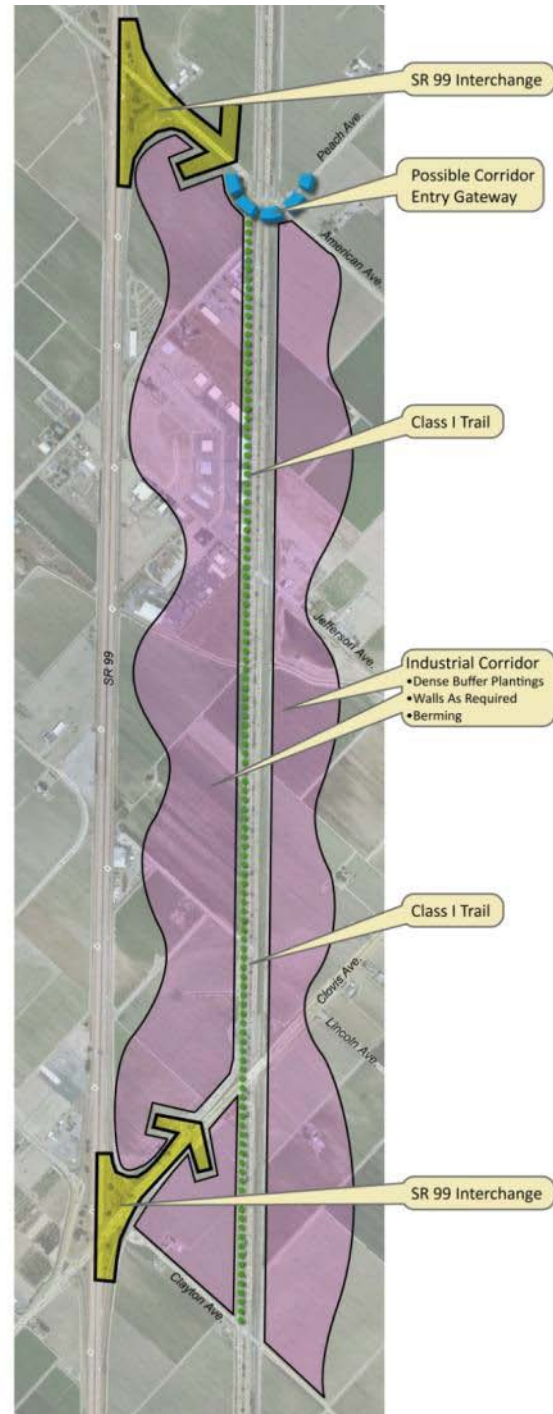 SR 99 Interchange
Peach Ave.
Possible Corridor
Entry Gateway
American Ave.
Class I Trail
Jefferson Ave.
SR 99
Industrial Corridor
•Dense Buffer Plantings
•Walls As Required
•Berming
Class I Trail
Clovis Ave.
Lincoln Ave.
SR 99 Interchange
Clayton Ave.